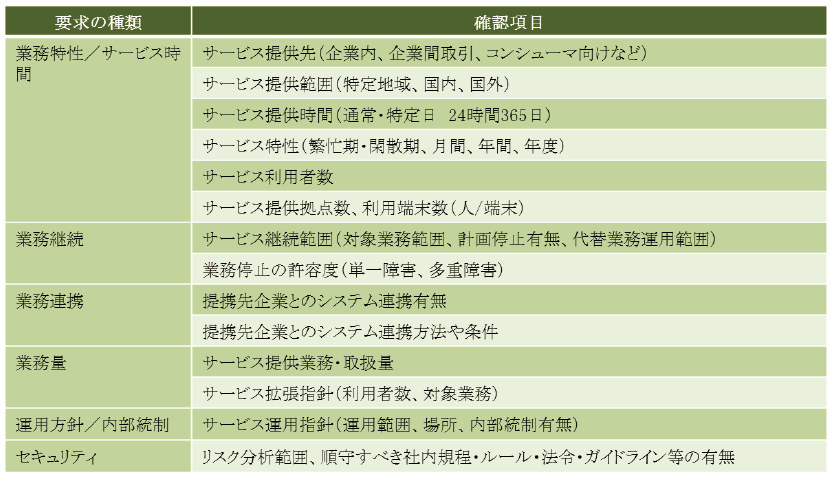 要求の種類
確認項目
業務特性／サービス時
間
サービス提供先（企業内、企業間取引、コンシューマ向けなど）
サービス提供範囲（特定地域、国内、国外）
サービス提供時間（通常・特定日　24時間365日）
サービス特性（繁忙期・閑散期、月間、年間、年度）
サービス利用者数
サービス提供拠点数、利用端末数（人/端末）
業務継続
サービス継続範囲（対象業務範囲、計画停止有無、代替業務運用範囲）
業務停止の許容度（単一障害、多重障害）
業務連携
提携先企業とのシステム連携有無
提携先企業とのシステム連携方法や条件
業務量
サービス提供業務・取扱量
サービス拡張指針（利用者数、対象業務）
運用方針／内部統制
サービス運用指針（運用範囲、場所、内部統制有無）
セキュリティ
リスク分析範囲、順守すべき社内規程・ルール・法令・ガイドライン等の有無